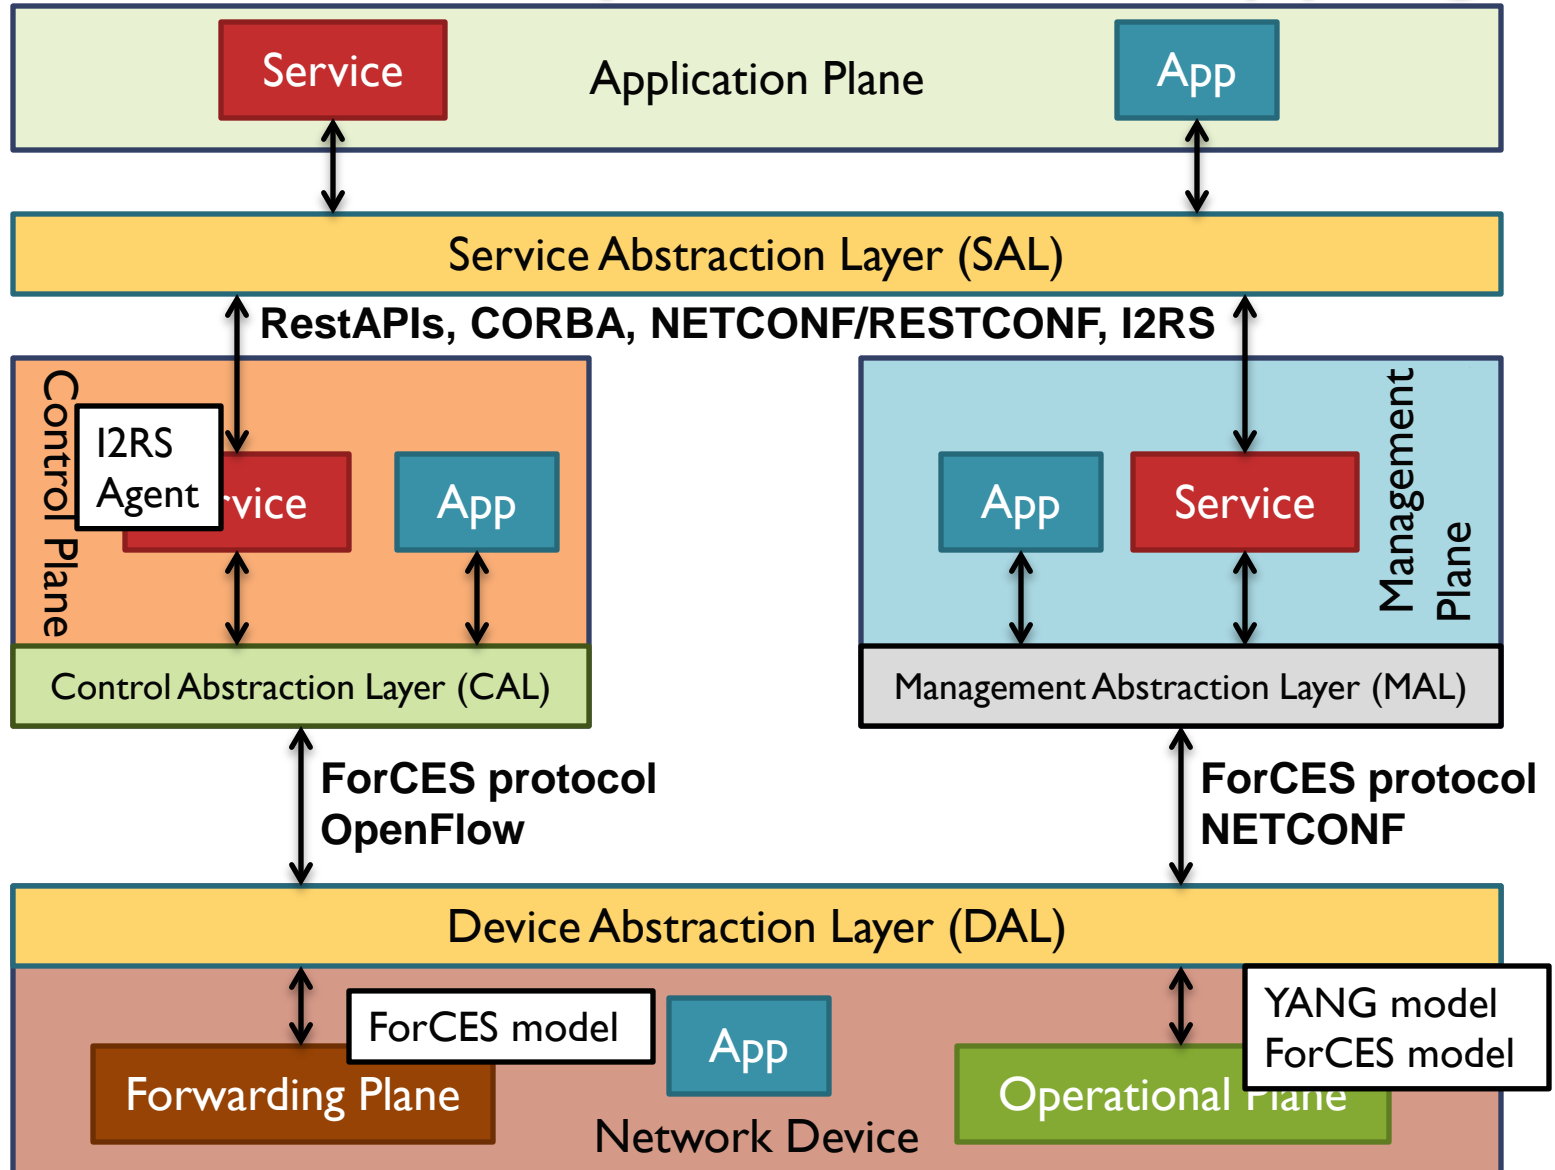 Service
Application Plane
App
Service Abstraction Layer (SAL)
RestAPIs, CORBA, NETCONF/RESTCONF, I2RS
Control Plane
I2RS
Agent
rvice
App
App
Service
Management
Plane
Control Abstraction Layer (CAL)
Management Abstraction Layer (MAL)
ForCES protocol
OpenFlow
ForCES protocol
NETCONF
Device Abstraction Layer (DAL)
ForCES model
App
YANG model
ForCES model
Forwarding Plane
Operational Plane
Network Device